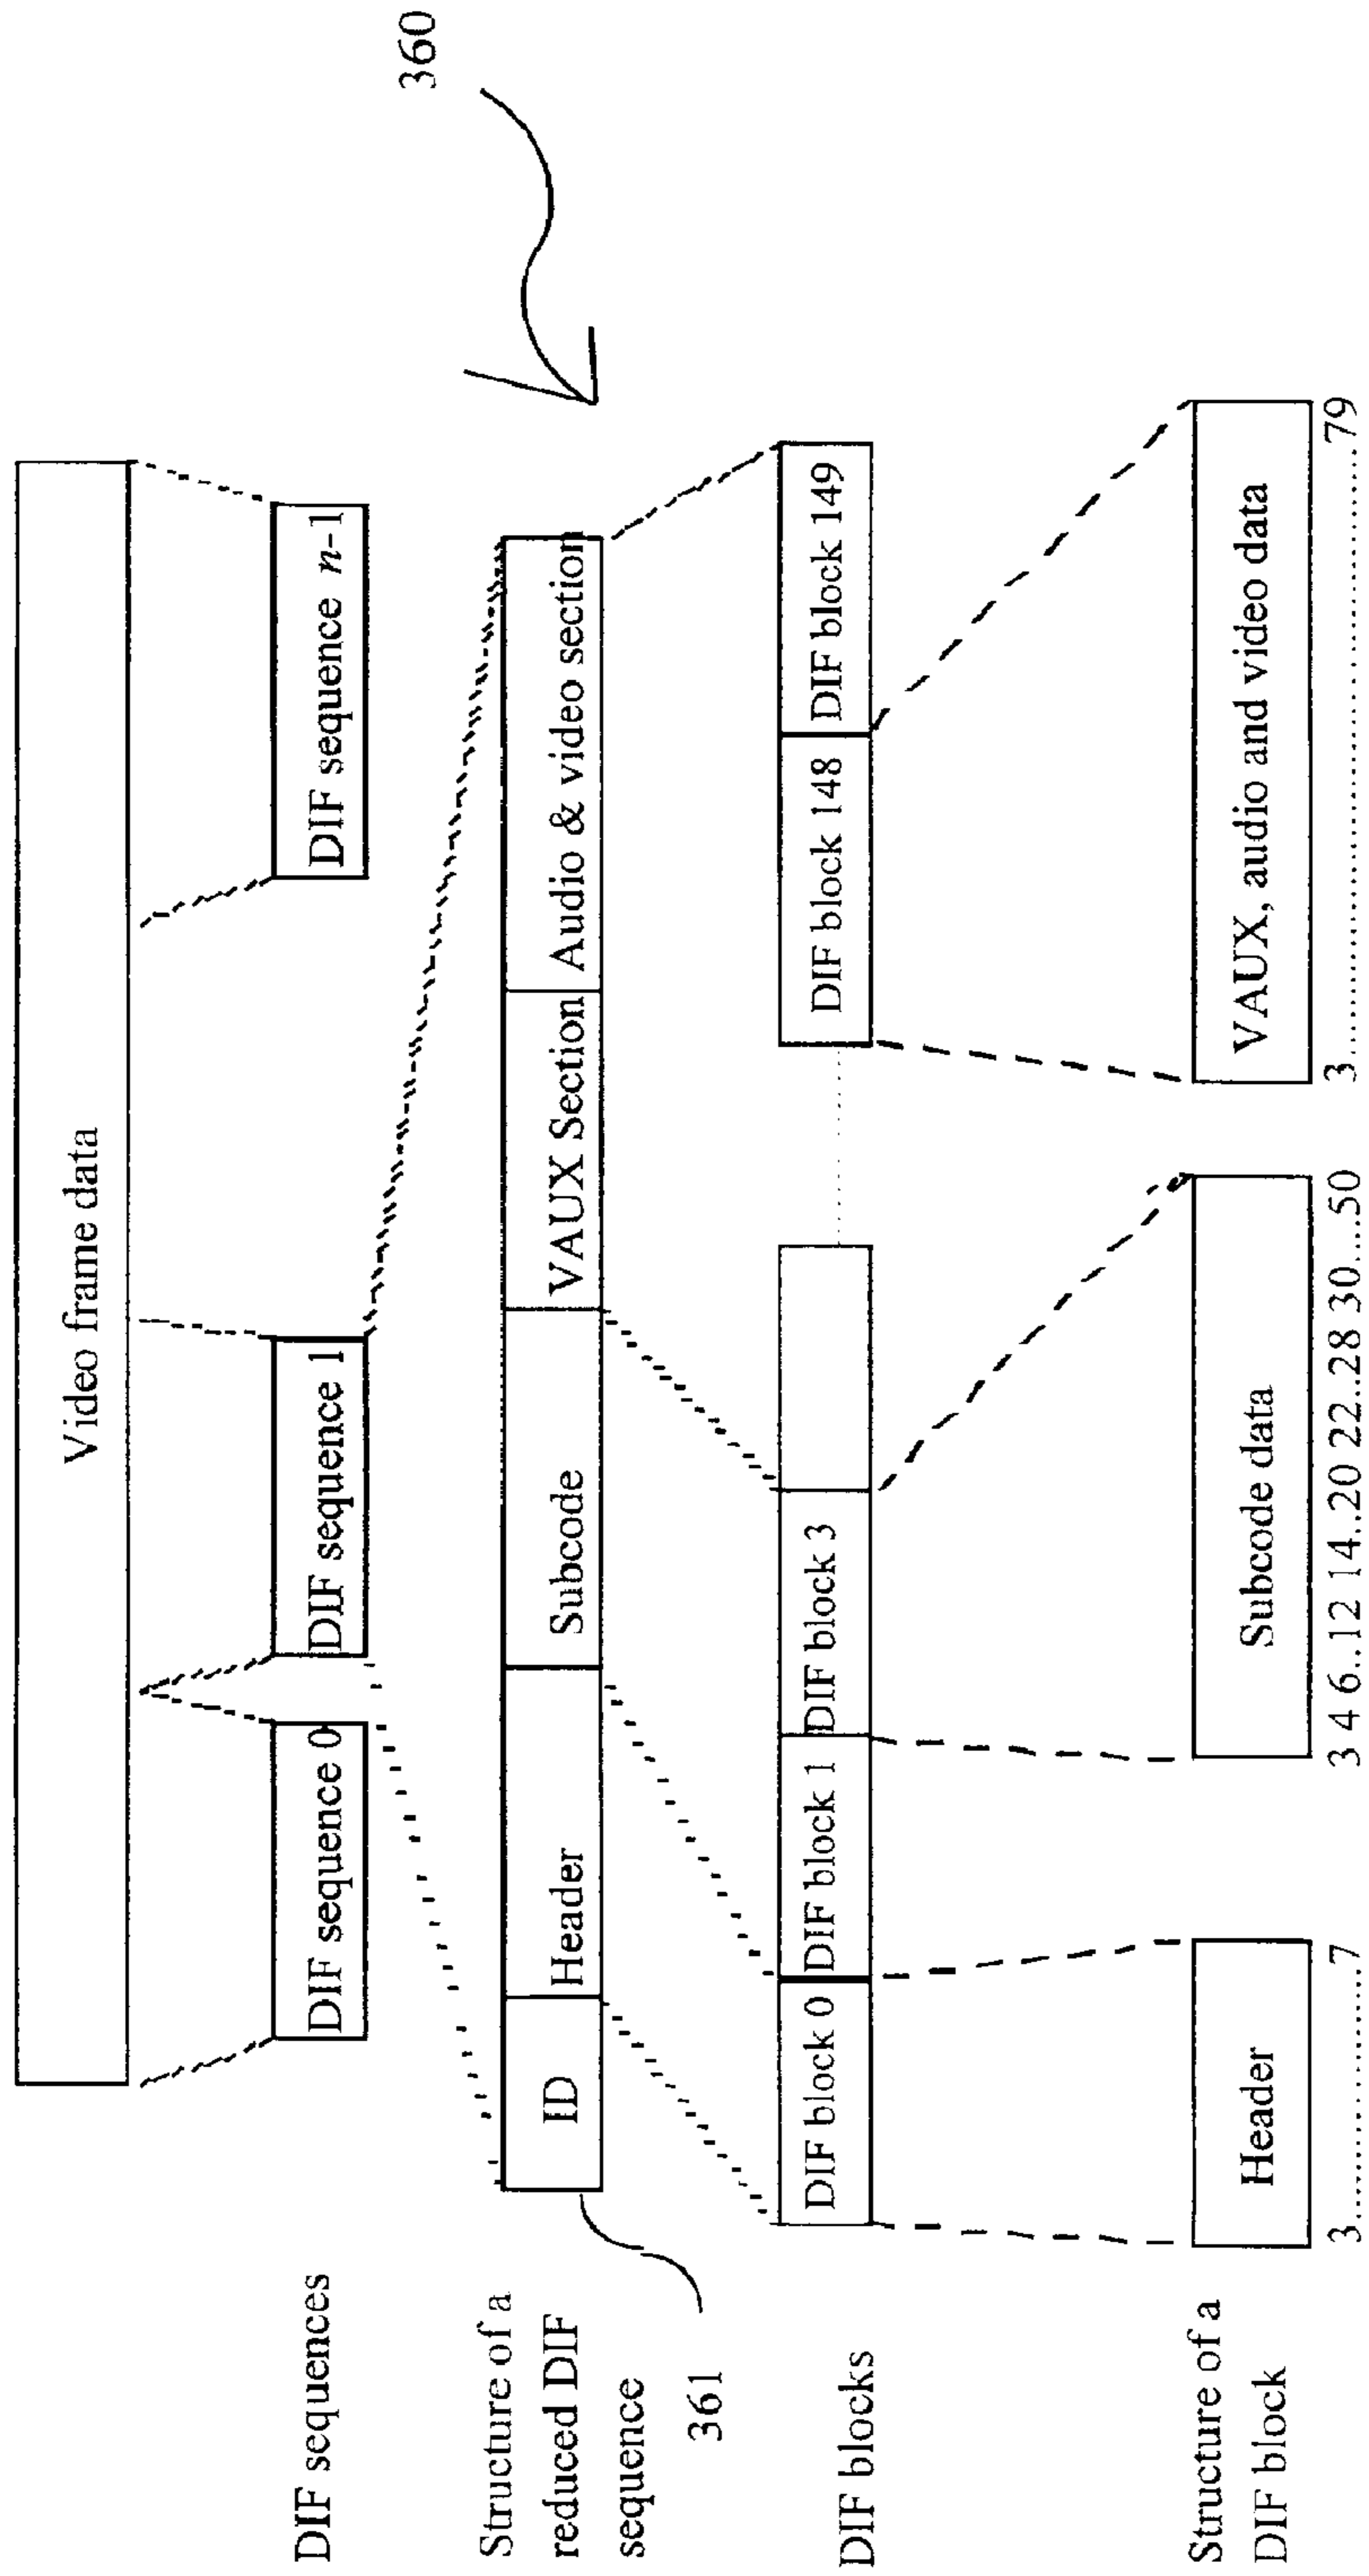 Video frame data
DIF sequences
DIF sequence 0
DIF sequence 1
DIF sequence n-1
Structure of a
reduced DIF
sequence
ID
Header
Subcode
VAUX Section
Audio & video section
360
361
DIF blocks
DIF block 0
DIF block 1
DIF block 3
DIF block 148
DIF block 149
Structure of a
DIF block
Header
Subcode data
VAUX, audio and video data
3....................7
3 4 6..12 14..20 22..28 30....50
3..........................................79